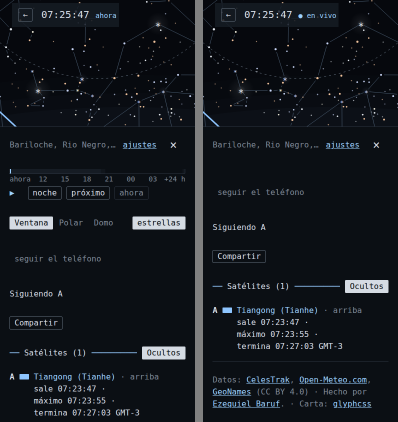 ← 07:25:47 ahora
Bariloche, Río Negro,… ajustes ×
ahora 12 15 18 21 00 03 +24 h
▶ noche próximo ahora
Ventana Polar Domo estrellas
seguir el teléfono
Siguiendo A
Compartir
Satélites (1) Ocultos
A Tiangong (Tianhe) · arriba
sale 07:23:47 ·
máximo 07:23:55 ·
termina 07:27:03 GMT-3
← 07:25:47 ● en vivo
Bariloche, Río Negro,… ajustes ×
seguir el teléfono
Siguiendo A
Compartir
Satélites (1) Ocultos
A Tiangong (Tianhe) · arriba
sale 07:23:47 ·
máximo 07:23:55 ·
termina 07:27:03 GMT-3
Datos: CelesTrak, Open-Meteo.com,
GeoNames (CC BY 4.0) · Hecho por
Ezequiel Baruf. · Carta: glyphcss